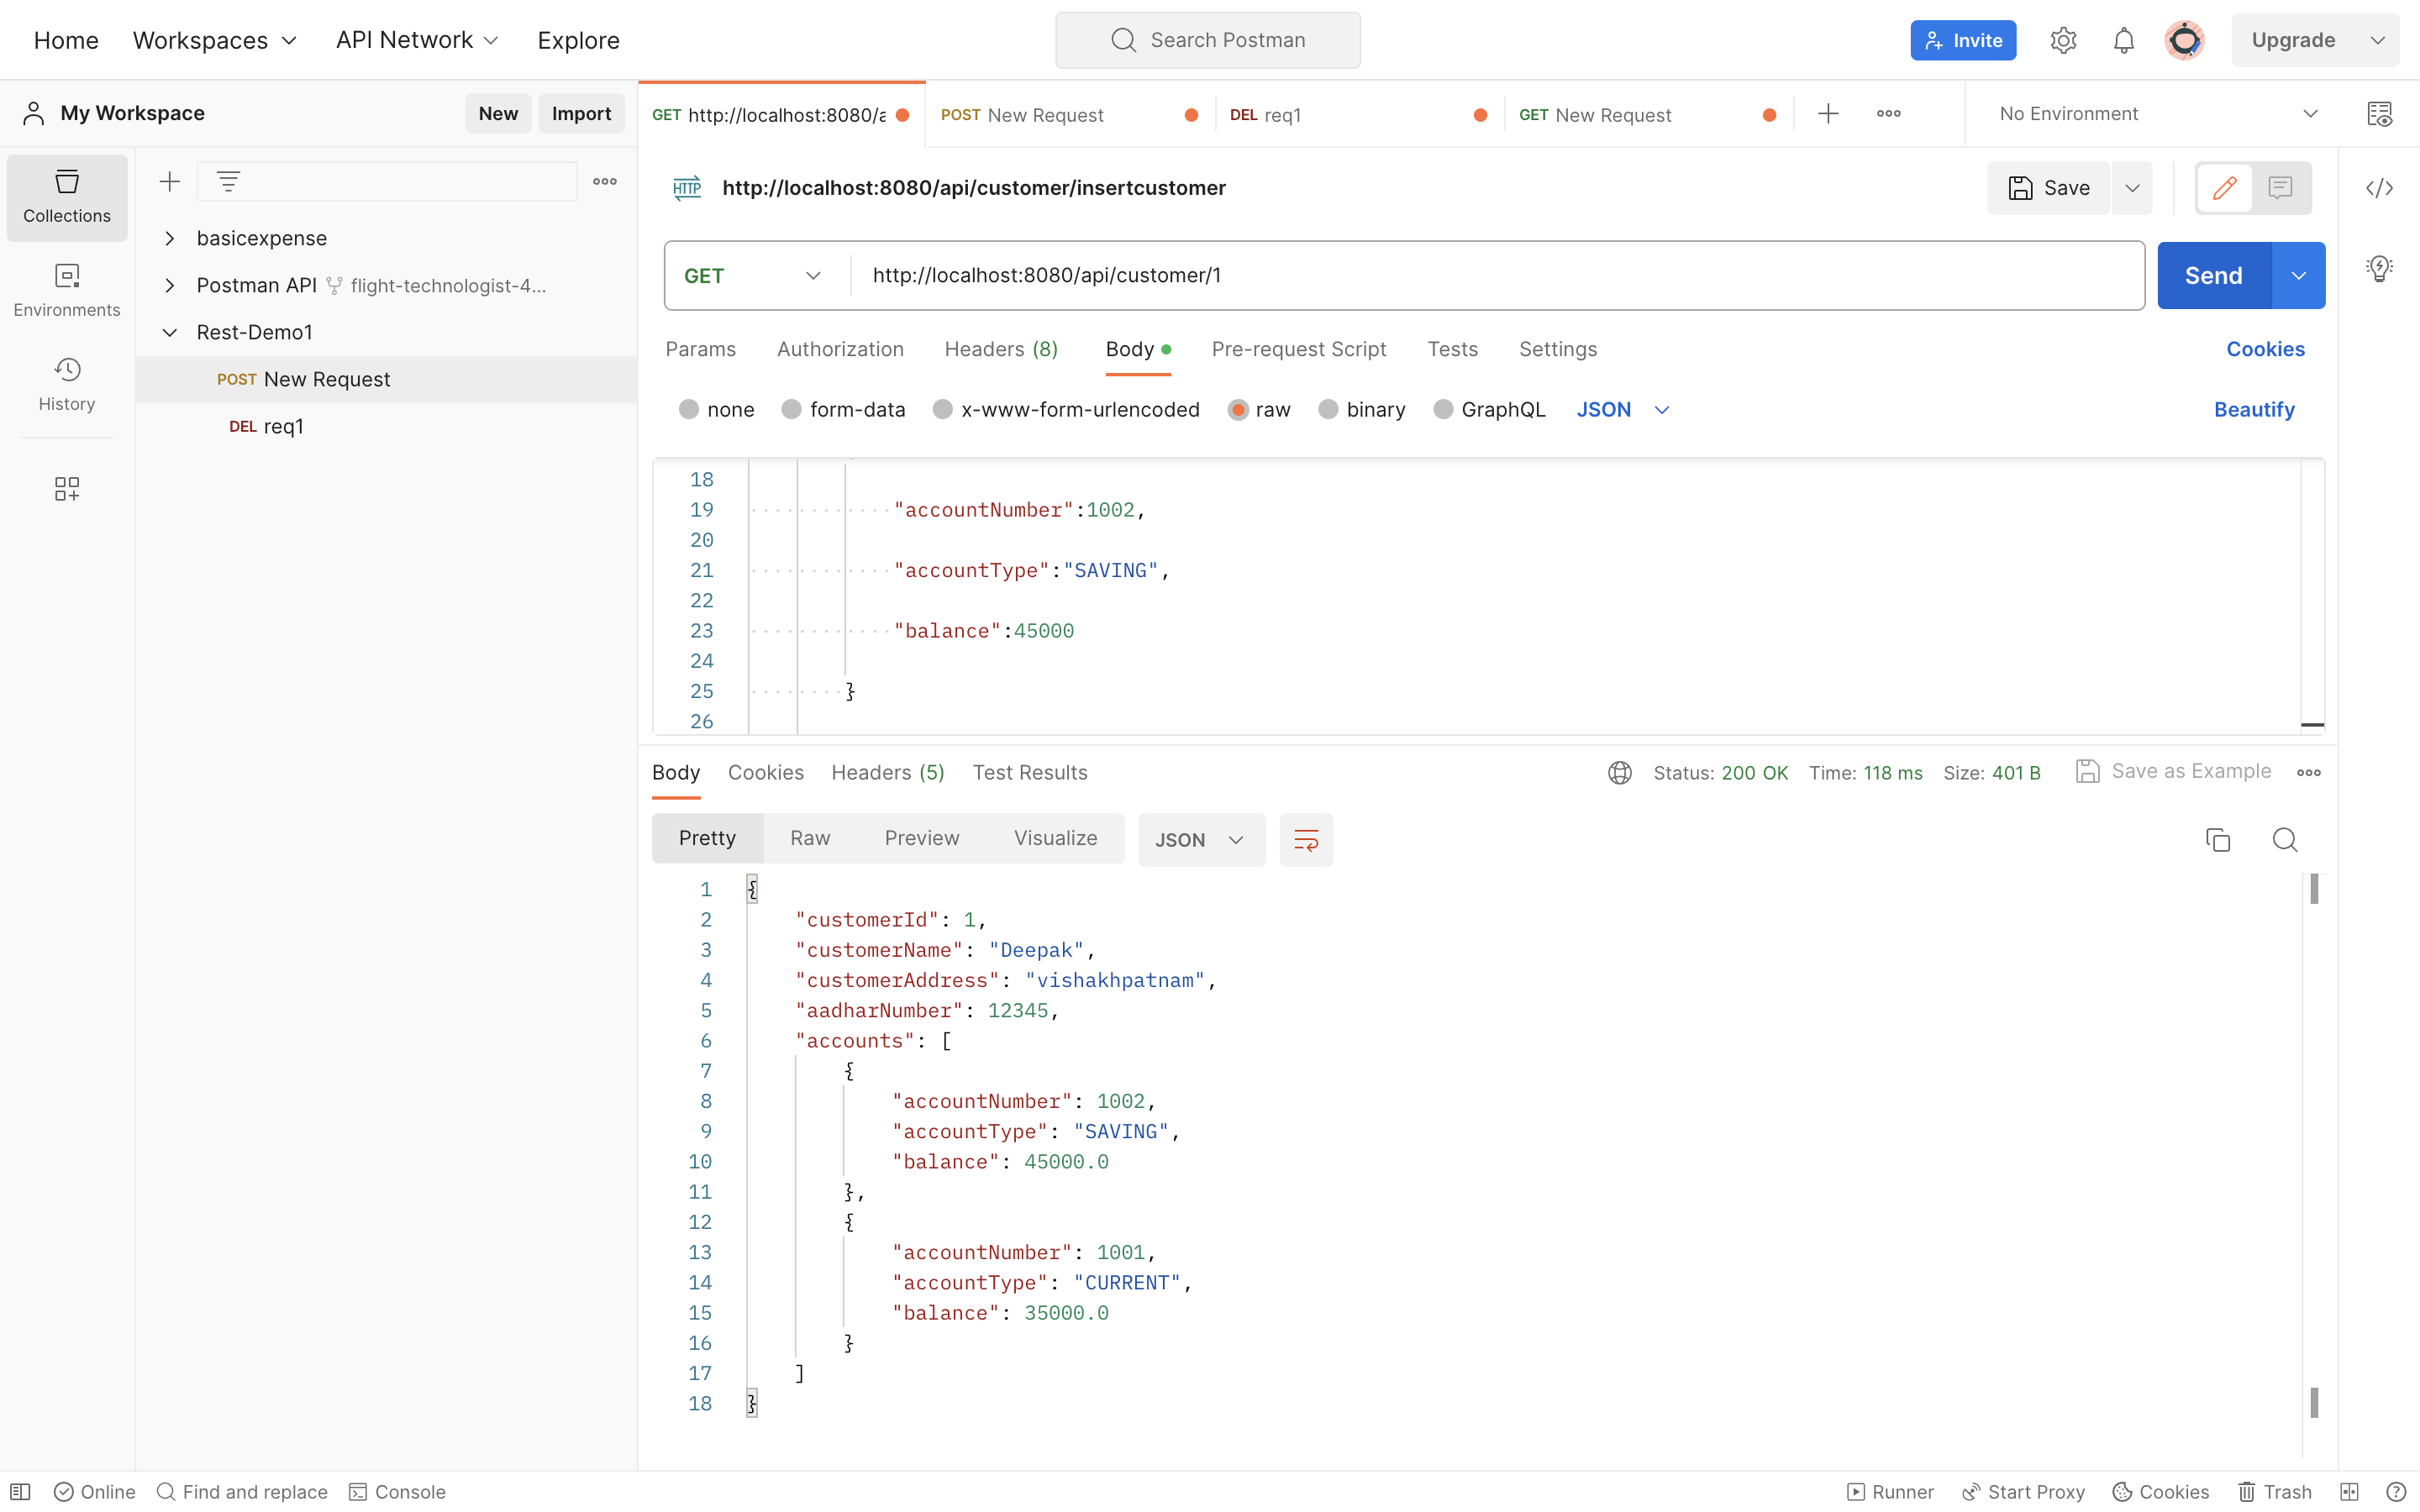 Home Workspaces API Network Explore Search Postman Invite Upgrade
My Workspace New Import GET http://localhost:8080/a POST New Request DEL req1 GET New Request No Environment
Collections
Environments
History
basicexpense
Postman API flight-technologist-4...
Rest-Demo1
POST New Request
DEL req1
HTTP http://localhost:8080/api/customer/insertcustomer Save
GET http://localhost:8080/api/customer/1 Send
Params Authorization Headers (8) Body Pre-request Script Tests Settings Cookies
none form-data x-www-form-urlencoded raw binary GraphQL JSON Beautify
18
19 "accountNumber":1002,
20
21 "accountType":"SAVING",
22
23 "balance":45000
24
25 }
26
Body Cookies Headers (5) Test Results Status: 200 OK Time: 118 ms Size: 401 B Save as Example
Pretty Raw Preview Visualize JSON
1 {
2 "customerId": 1,
3 "customerName": "Deepak",
4 "customerAddress": "vishakhpatnam",
5 "aadharNumber": 12345,
6 "accounts": [
7 {
8 "accountNumber": 1002,
9 "accountType": "SAVING",
10 "balance": 45000.0
11 },
12 {
13 "accountNumber": 1001,
14 "accountType": "CURRENT",
15 "balance": 35000.0
16 }
17 ]
18 }
Online Find and replace Console Runner Start Proxy Cookies Trash